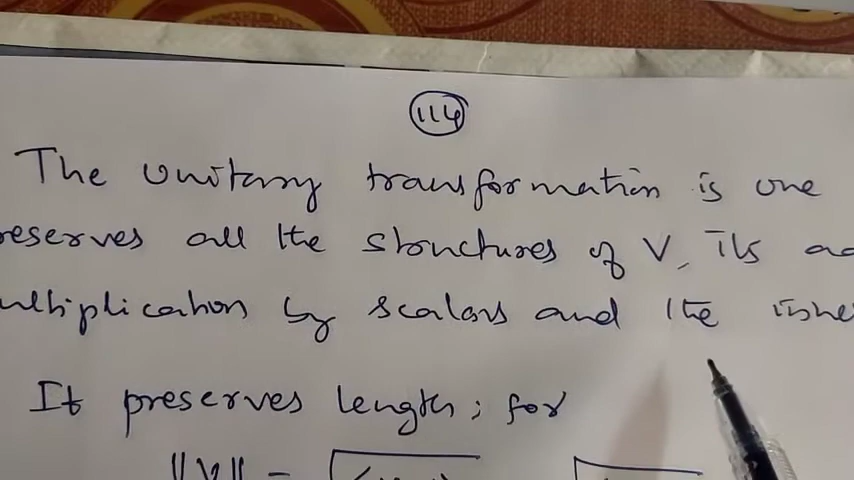 114
The unitary transformation is one
reserves all the structures of V, its ad
ultiplication by scalars and the inne
It preserves length; for
||V|| =